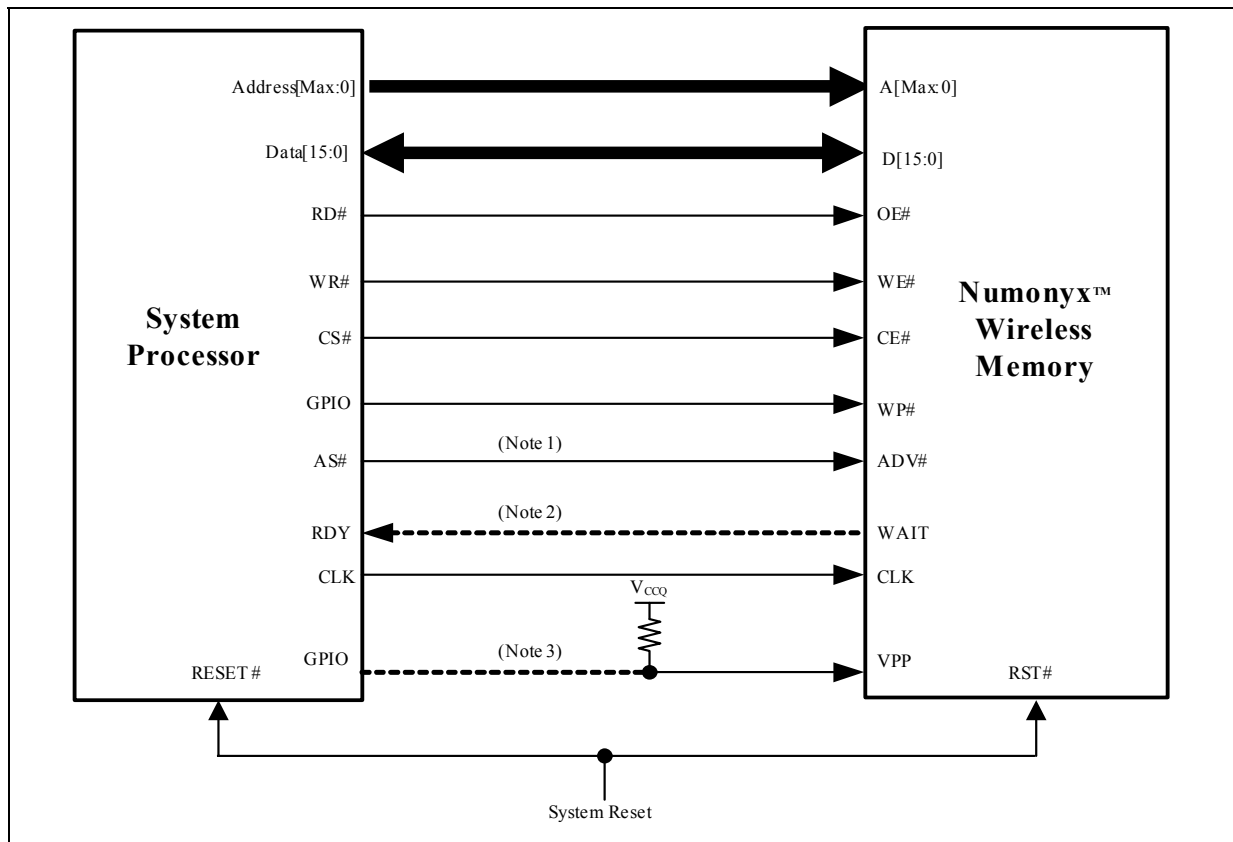 Address[Max:0]
A[Max:0]
Data[15:0]
D[15:0]
RD#
OE#
WR#
WE#
System
Processor
Numonyx™
Wireless
Memory
CS#
CE#
GPIO
WP#
(Note 1)
AS#
ADV#
(Note 2)
RDY
WAIT
CLK
CLK
VCCQ
GPIO
(Note 3)
VPP
RESET#
RST#
System Reset